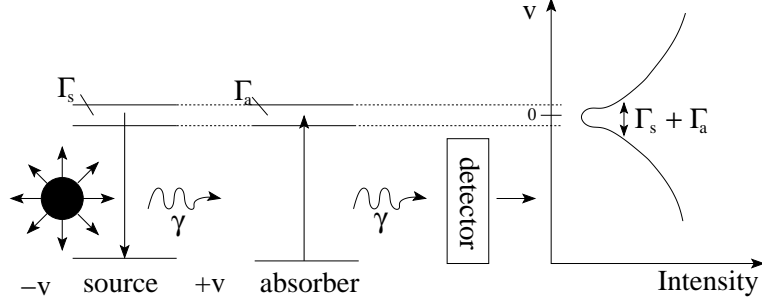 v
Γs
Γa
0
Γs + Γa
γ
γ
detector
−v source +v absorber
Intensity